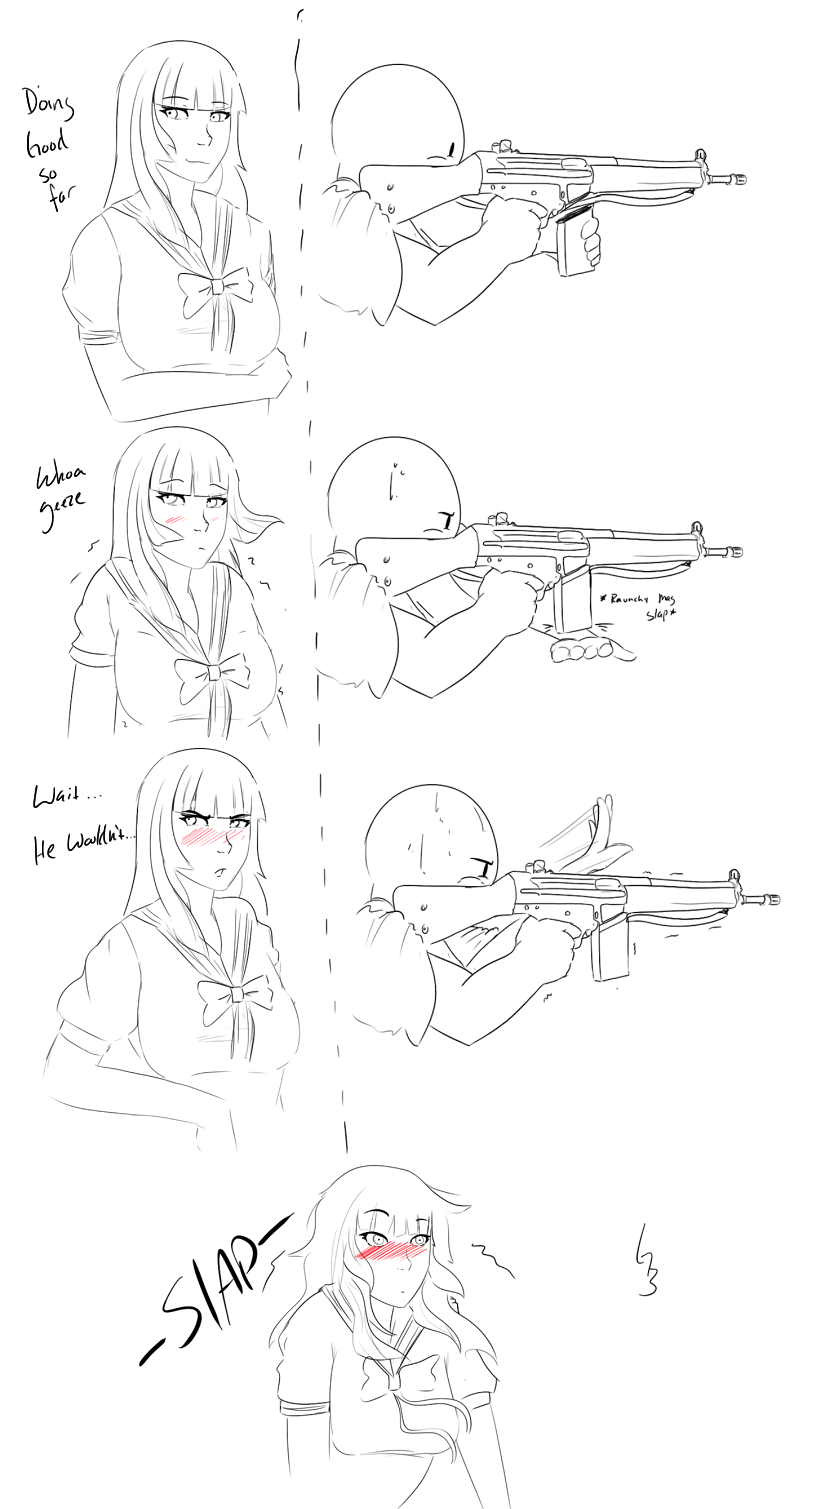 Doing
Good
so
far
Whoa
geeze
*Raunchy Mag
Slap*
Wait...
He Wouldn't...
-SlAP-